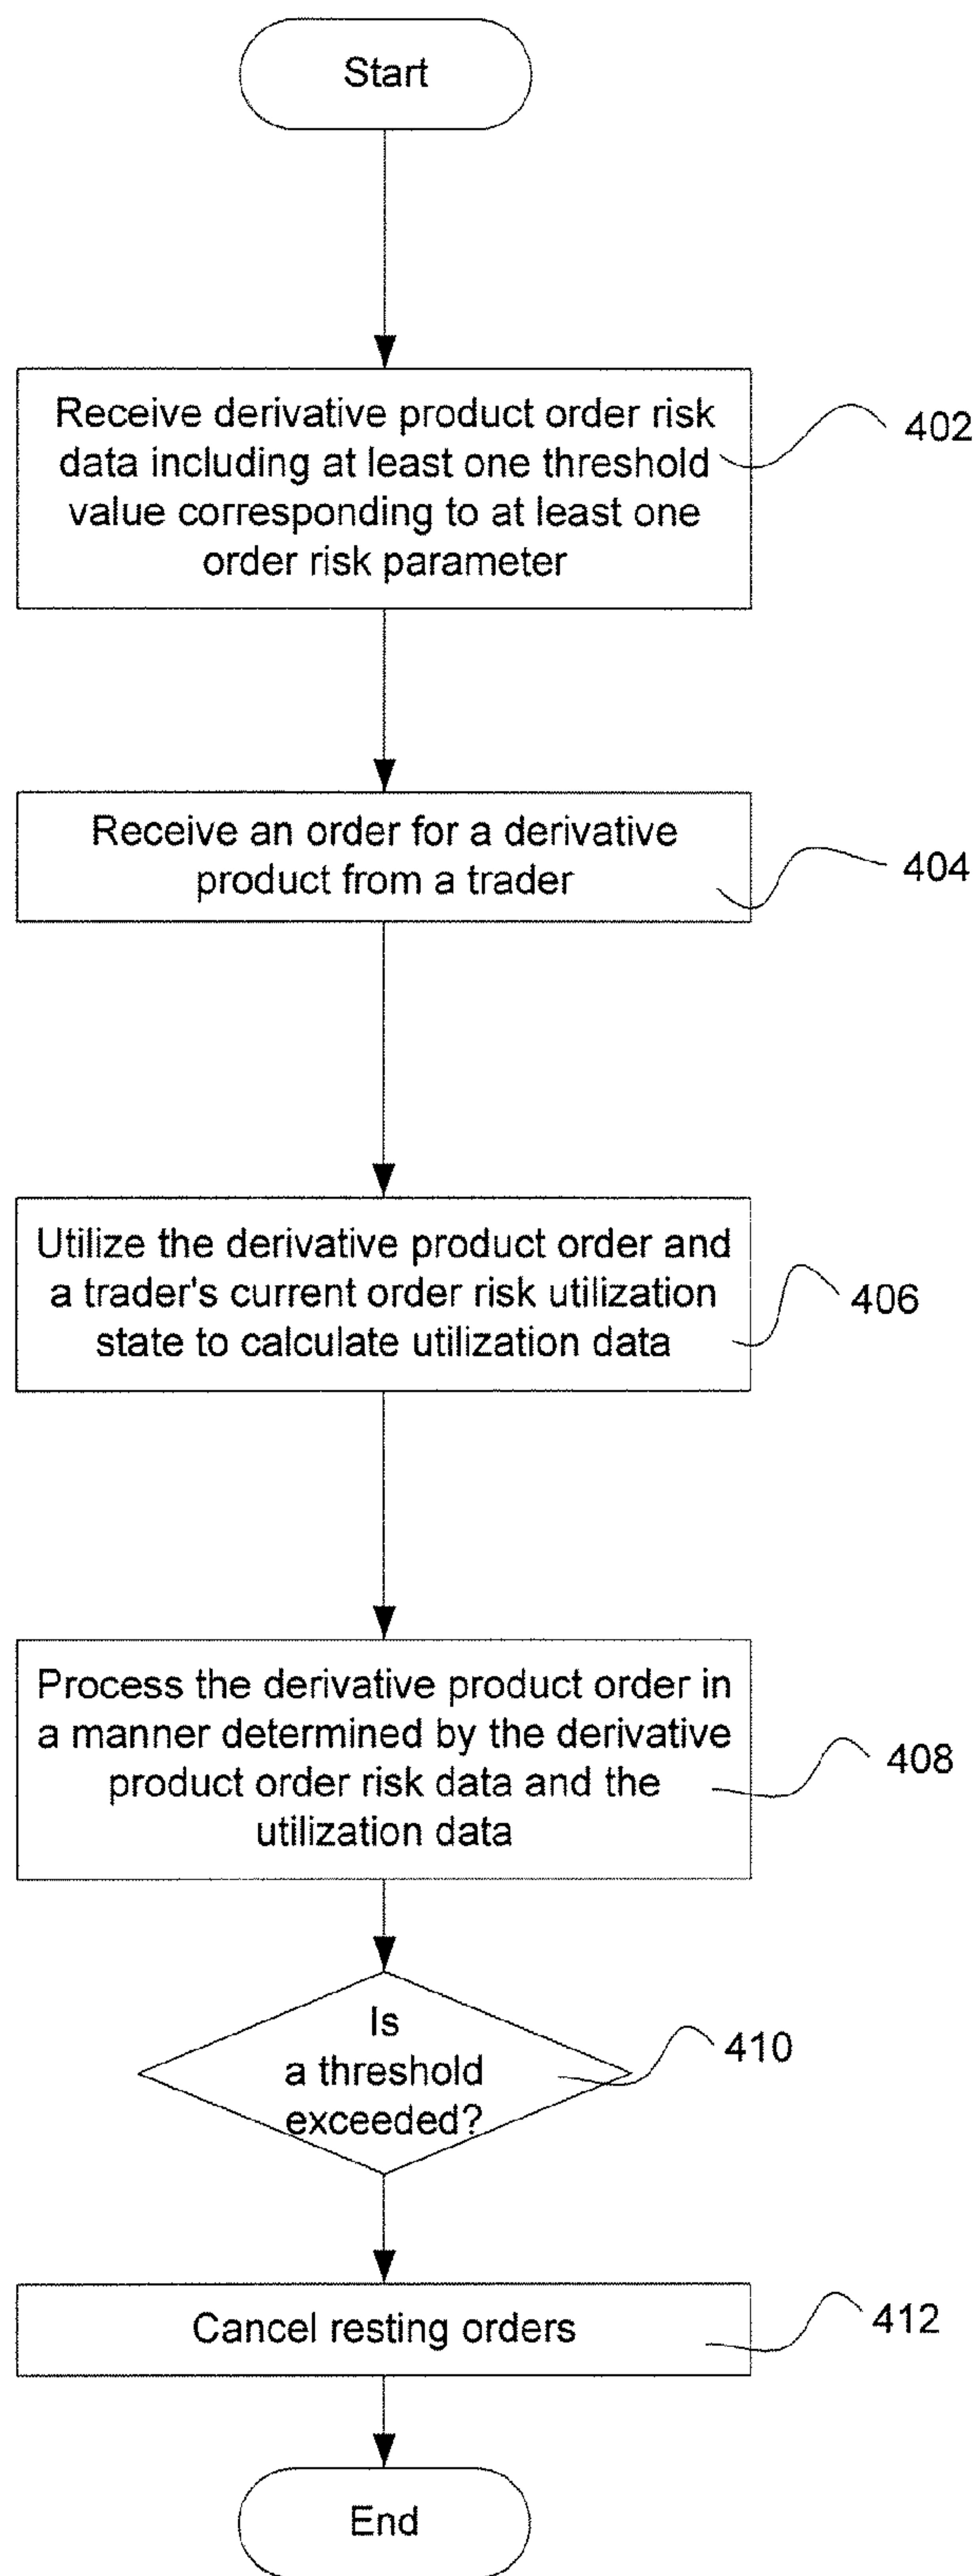 Start
Receive derivative product order risk
data including at least one threshold
value corresponding to at least one
order risk parameter
402
Receive an order for a derivative
product from a trader
404
Utilize the derivative product order and
a trader's current order risk utilization
state to calculate utilization data
406
Process the derivative product order in
a manner determined by the derivative
product order risk data and the
utilization data
408
Is
a threshold
exceeded?
410
Cancel resting orders
412
End